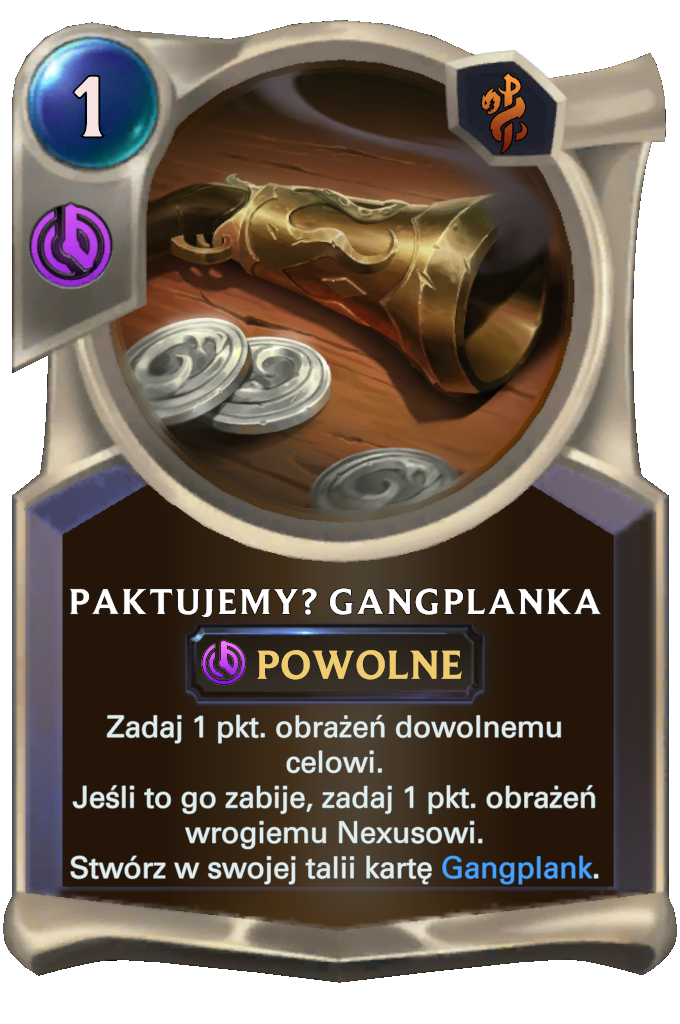 1
PAKTUJEMY? GANGPLANKA
POWOLNE
Zadaj 1 pkt. obrażeń dowolnemu
celowi.
Jeśli to go zabije, zadaj 1 pkt. obrażeń
wrogiemu Nexusowi.
Stwórz w swojej talii kartę Gangplank.